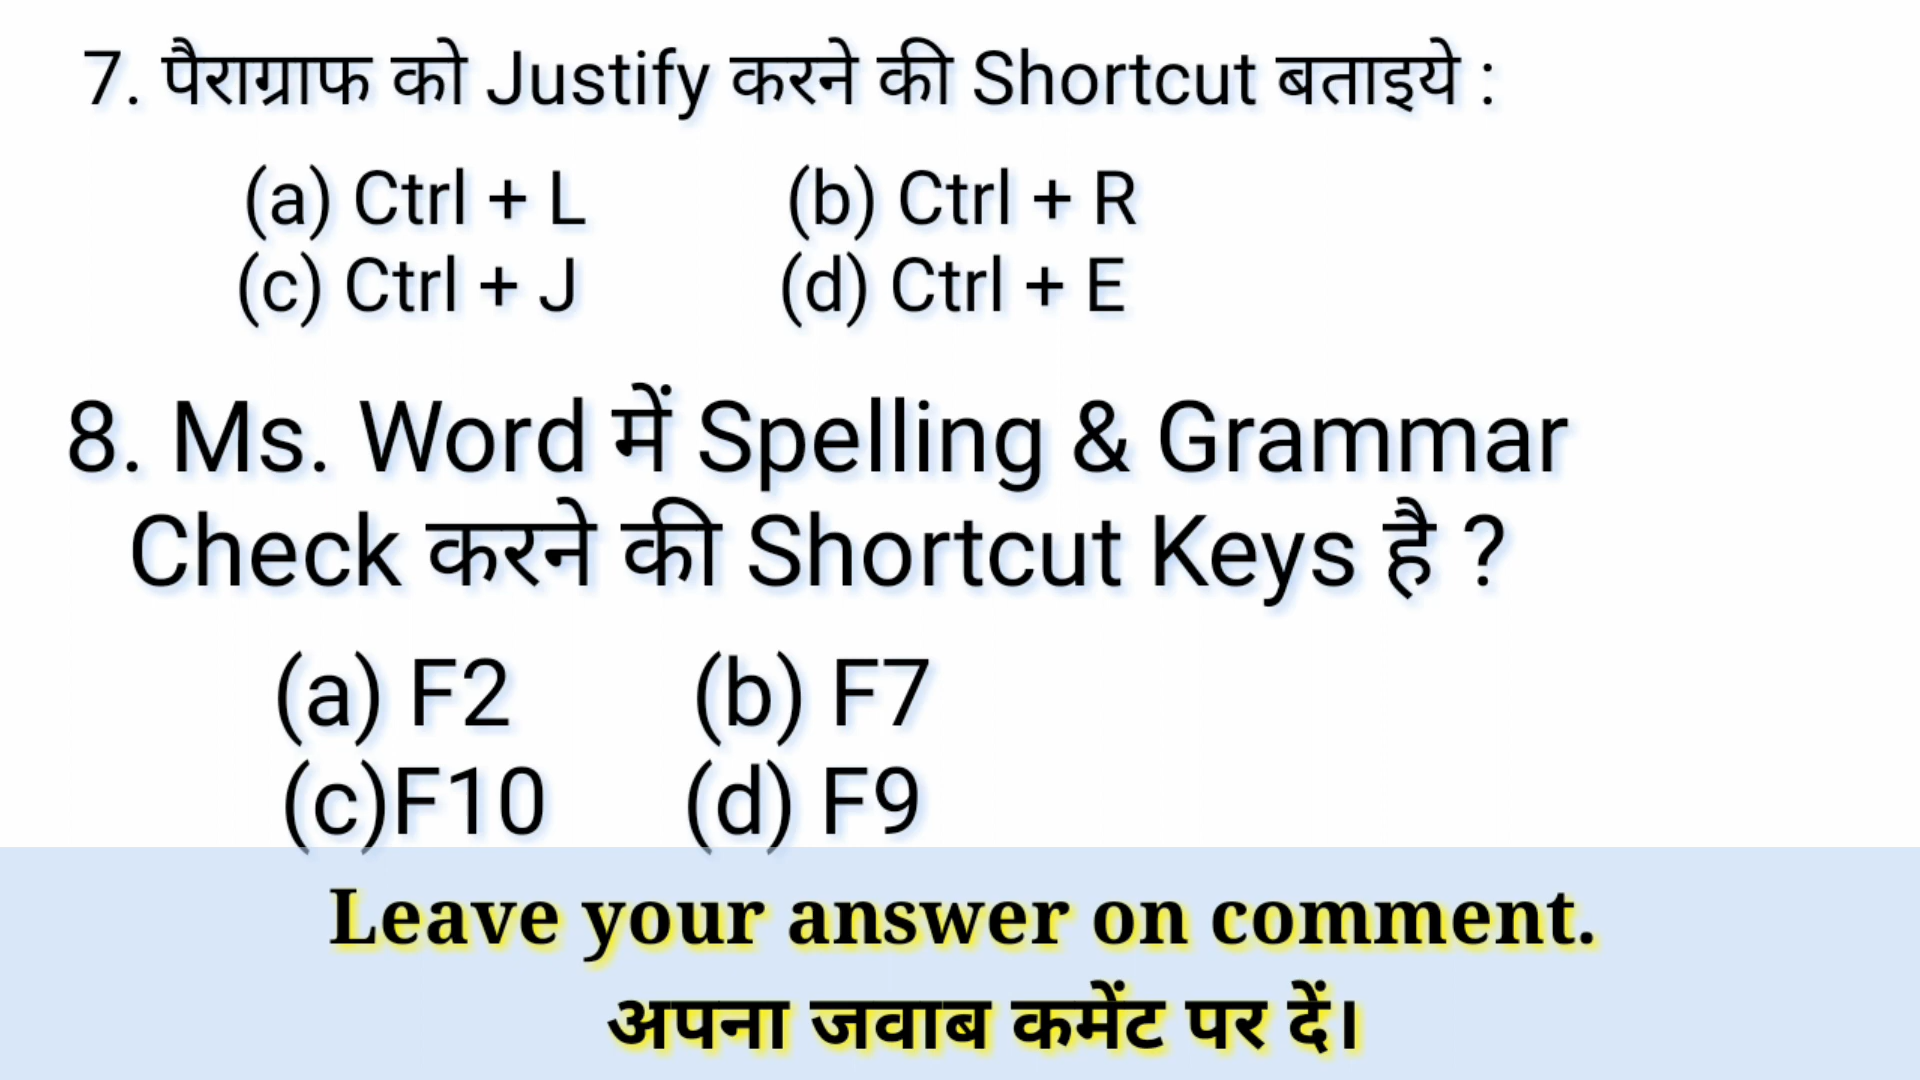 7. पैराग्राफ को Justify करने की Shortcut बताइये :
(a) Ctrl + L (b) Ctrl + R
(c) Ctrl + J (d) Ctrl + E
8. Ms. Word में Spelling & Grammar
Check करने की Shortcut Keys है ?
(a) F2 (b) F7
(c)F10 (d) F9
Leave your answer on comment.
अपना जवाब कमेंट पर दें।